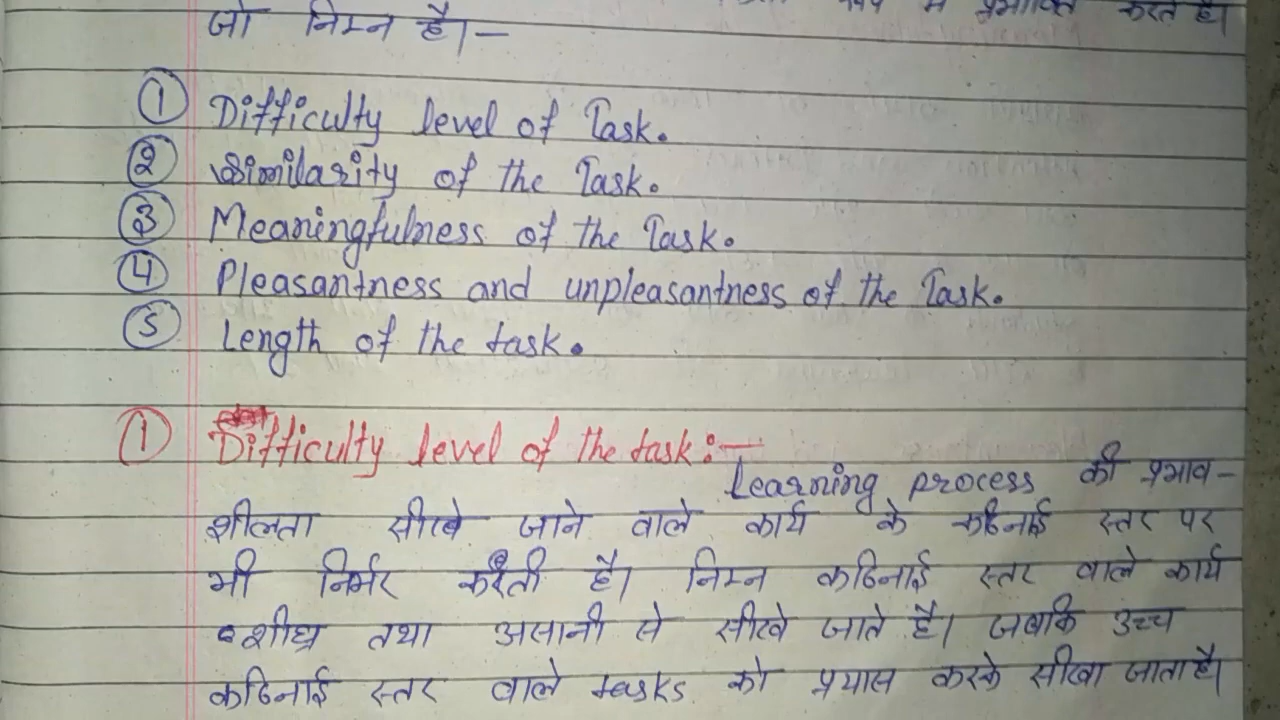 में प्रभावित करते है।
जो निम्न है।—
① Difficulty level of Task.
② Similarity of the Task.
③ Meaningfulness of the Task.
④ Pleasantness and unpleasantness of the Task.
⑤ Length of the task.
① Difficulty level of the task:—
Learning process की प्रभाव-
शीलता सीखे जाने वाले कार्य के कठिनाई स्तर पर
भी निर्भर करती है। निम्न कठिनाई स्तर वाले कार्य
शीघ्र तथा असानी से सीखे जाते है। जबकि उच्च
कठिनाई स्तर वाले tasks को प्रयास करके सीखा जाता है।